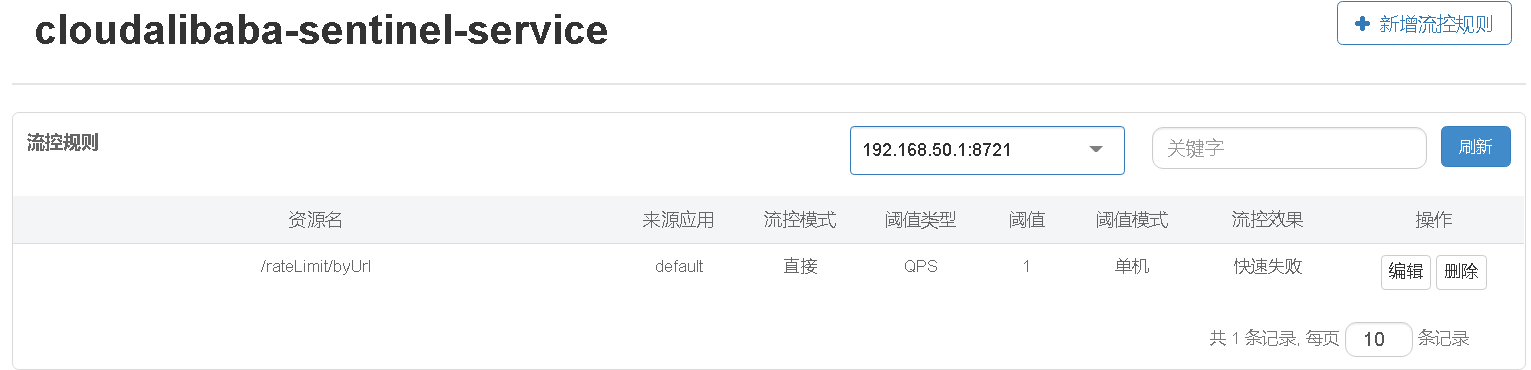 cloudalibaba-sentinel-service
新增流控规则
流控规则
192.168.50.1:8721
关键字
刷新
资源名 来源应用 流控模式 阈值类型 阈值 阈值模式 流控效果 操作
/rateLimit/byUrl default 直接 QPS 1 单机 快速失败 编辑 删除
共 1 条记录, 每页 10 条记录